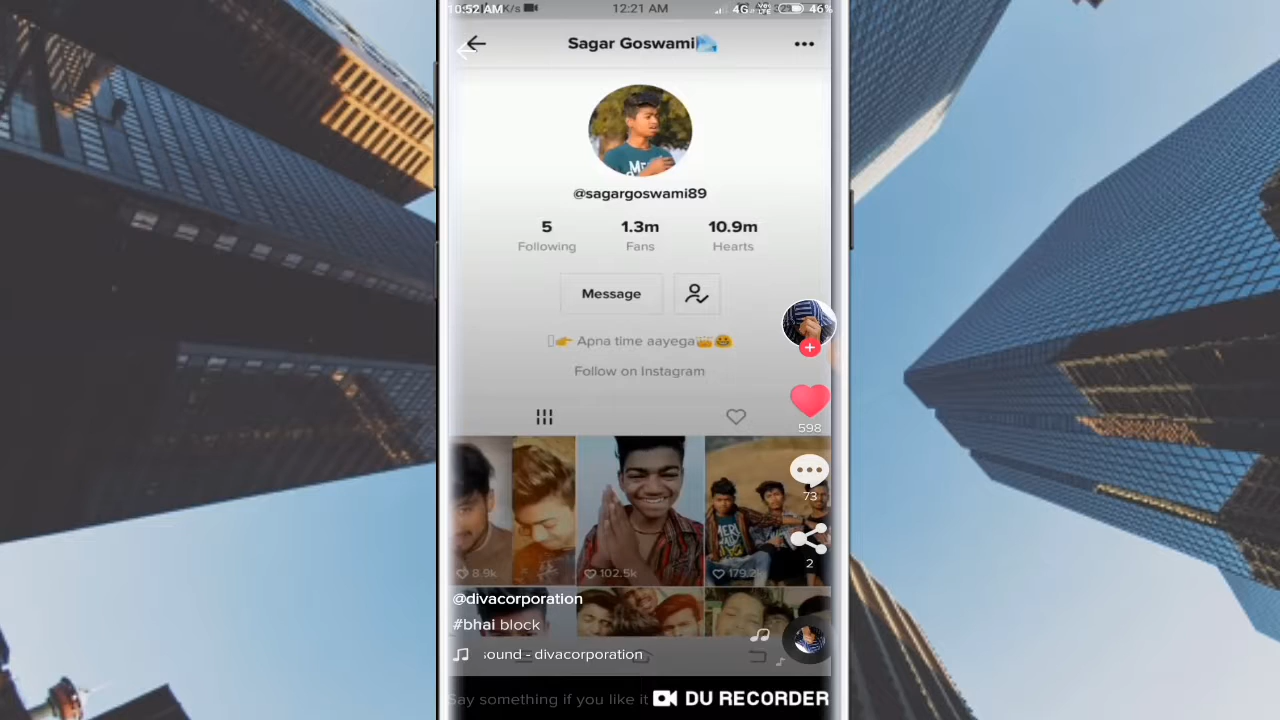 10:52 AM K/s 12:21 AM 4G VoLTE 46%
Sagar Goswami
@sagargoswami89
5 1.3m 10.9m
Following Fans Hearts
Message
👉 Apna time aayega
Follow on Instagram
598
73
8.9k 102.5k 179.2k
2
@divacorporation
#bhai block
sound - divacorporation
Say something if you like it DU RECORDER